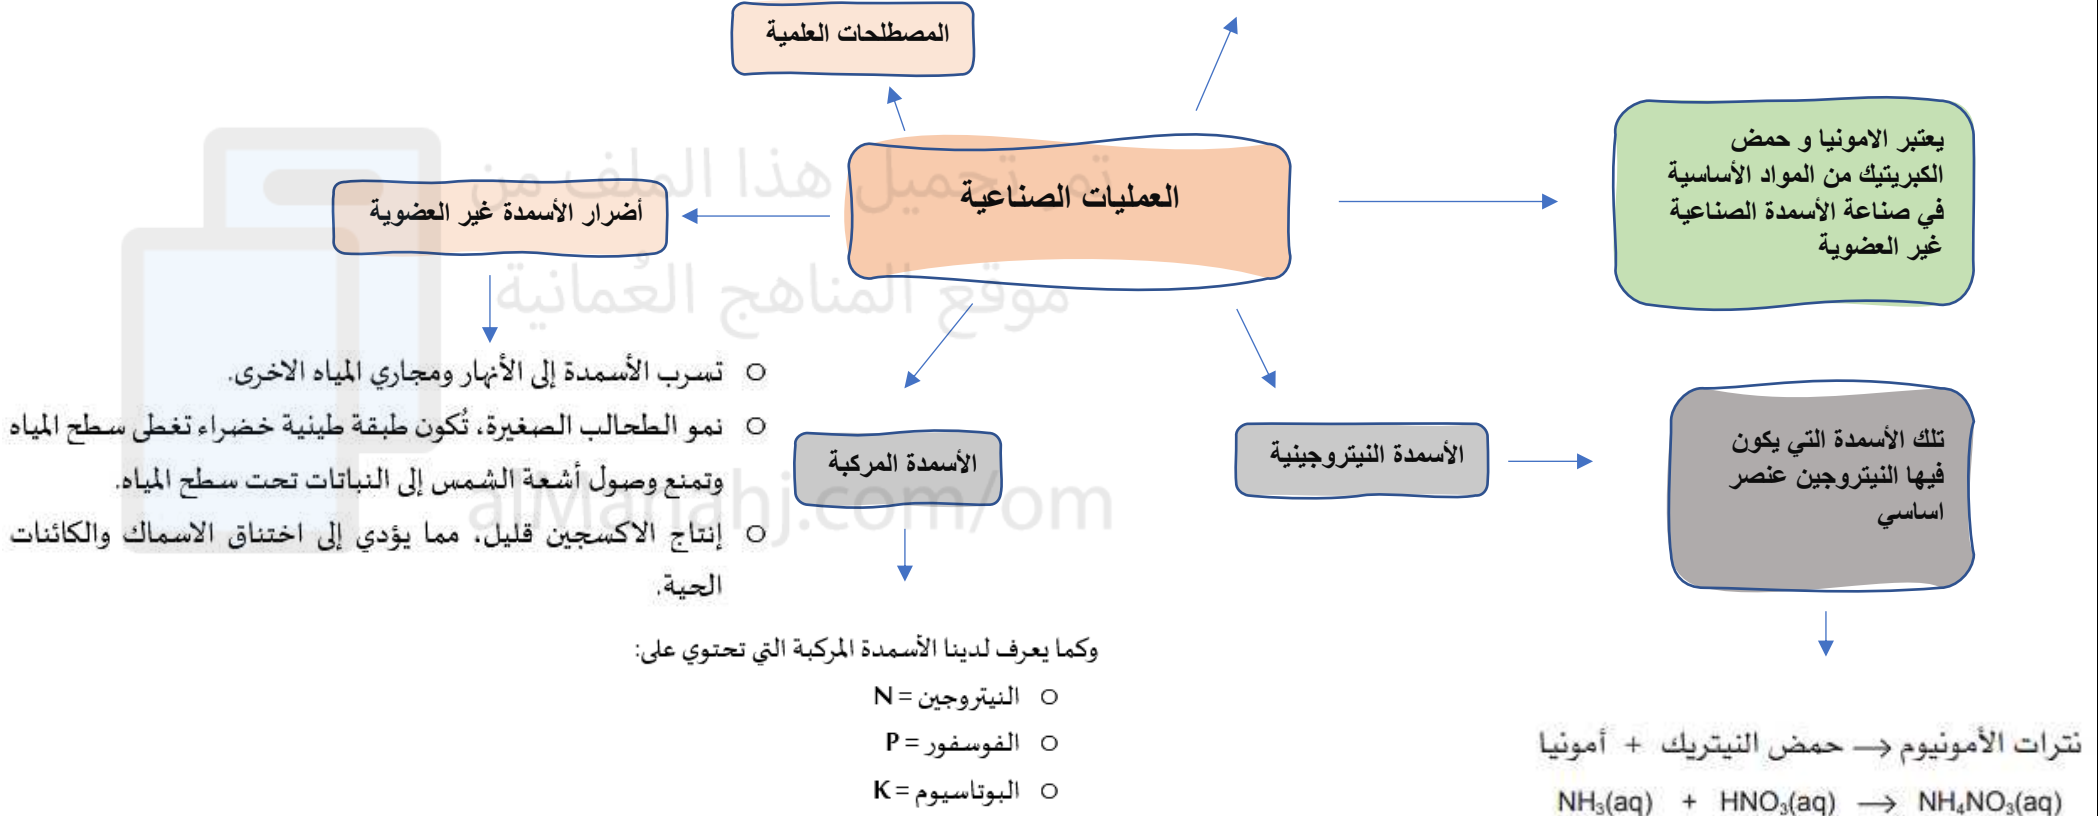 المصطلحات العلمية
العمليات الصناعية
يعتبر الامونيا و حمض
الكبريتيك من المواد الأساسية
في صناعة الأسمدة الصناعية
غير العضوية
أضرار الأسمدة غير العضوية
تم تحميل هذا الملف من
موقع المناهج العُمانية
alManahj.com/om
○ تسرب الأسمدة إلى الأنهار ومجاري المياه الاخرى.
○ نمو الطحالب الصغيرة، تُكون طبقة طينية خضراء تغطى سطح المياه
وتمنع وصول أشعة الشمس إلى النباتات تحت سطح المياه.
○ إنتاج الاكسجين قليل، مما يؤدي إلى اختناق الاسماك والكائنات
الحية.
الأسمدة المركبة
وكما يعرف لدينا الأسمدة المركبة التي تحتوي على:
○ النيتروجين = N
○ الفوسفور = P
○ البوتاسيوم = K
الأسمدة النيتروجينية
تلك الأسمدة التي يكون
فيها النيتروجين عنصر
اساسي
نترات الأمونيوم ← حمض النيتريك + أمونيا
NH₃(aq) + HNO₃(aq) → NH₄NO₃(aq)